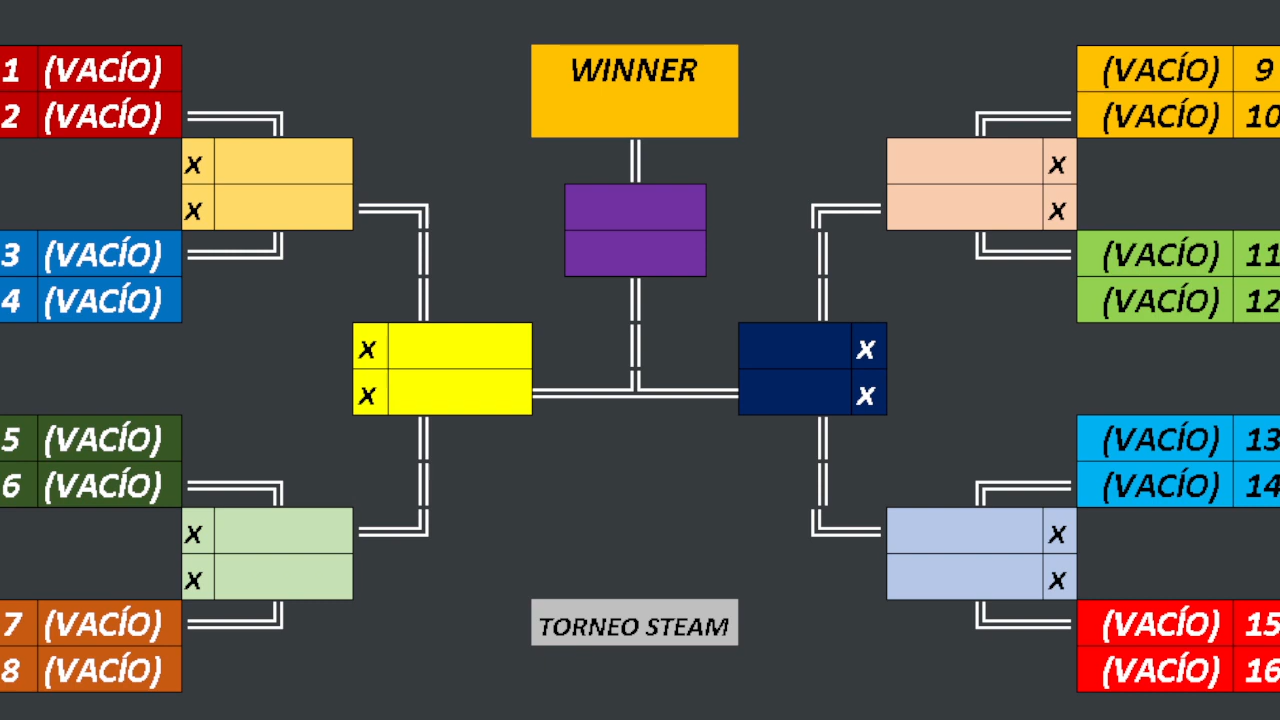 1 (VACÍO)
2 (VACÍO)
X
X
3 (VACÍO)
4 (VACÍO)
X
X
5 (VACÍO)
6 (VACÍO)
X
X
7 (VACÍO)
8 (VACÍO)
WINNER
TORNEO STEAM
(VACÍO) 9
(VACÍO) 10
X
X
(VACÍO) 11
(VACÍO) 12
X
X
(VACÍO) 13
(VACÍO) 14
X
X
(VACÍO) 15
(VACÍO) 16